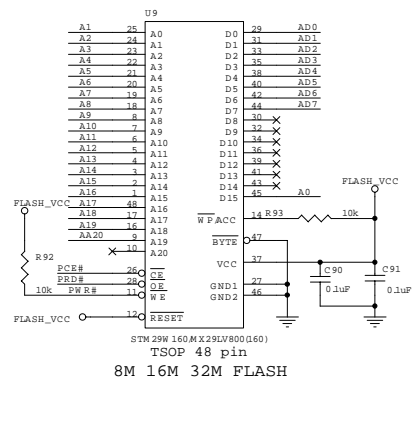 U9
A1 25 A0 D0 29 AD0
A2 24 A1 D1 31 AD1
A3 23 A2 D2 33 AD2
A4 22 A3 D3 35 AD3
A5 21 A4 D4 38 AD4
A6 20 A5 D5 40 AD5
A7 19 A6 D6 42 AD6
A8 18 A7 D7 44 AD7
A9 8 A8 D8 30
A10 7 A9 D9 32
A11 6 A10 D10 34
A12 5 A11 D11 36
A13 4 A12 D12 39
A14 3 A13 D13 41
A15 2 A14 D14 43
A16 1 A15 D15 45 A0
FLASH_VCC
FLASH_VCC
A17 48 A16
A18 17 A17 WP/ACC 14 R93 10k
A19 16 A18
AA20 9 A19 BYTE 47
10 A20
R92
VCC 37
PCE# 26 CE
C90 C91
PRD# 28 OE GND1 27
10k PWR# 11 WE GND2 46
0.1uF 0.1uF
FLASH_VCC 12 RESET
STM29W160/MX29LV800(160)
TSOP 48 pin
8M 16M 32M FLASH